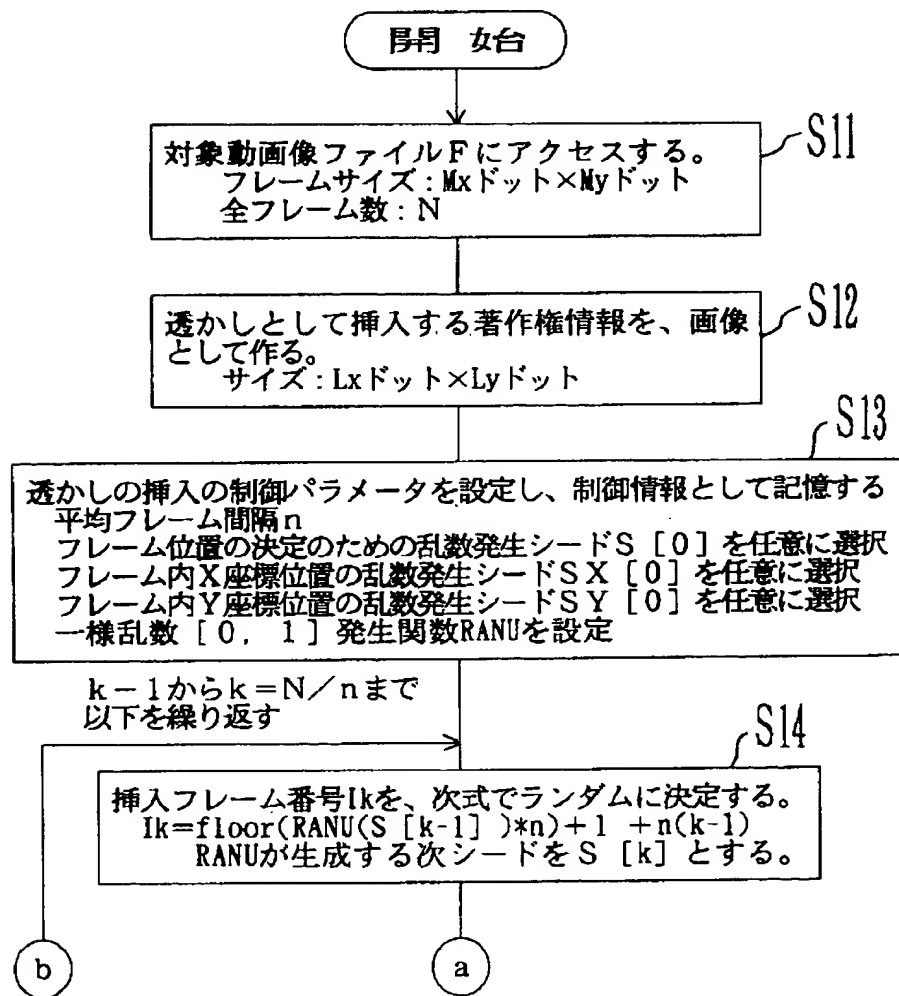 開 始
S11
対象動画像ファイルFにアクセスする。
フレームサイズ:Mxドット×Myドット
全フレーム数:N
S12
透かしとして挿入する著作権情報を、画像
として作る。
サイズ:Lxドット×Lyドット
S13
透かしの挿入の制御パラメータを設定し、制御情報として記憶する
平均フレーム間隔n
フレーム位置の決定のための乱数発生シードS [0] を任意に選択
フレーム内X座標位置の乱数発生シードSX [0] を任意に選択
フレーム内Y座標位置の乱数発生シードSY [0] を任意に選択
一様乱数 [0, 1] 発生関数RANUを設定
k-1からk=N/nまで
以下を繰り返す
S14
挿入フレーム番号Ikを、次式でランダムに決定する。
Ik=floor(RANU(S [k-1] )*n)+1 +n(k-1)
RANUが生成する次シードをS [k] とする。
b
a